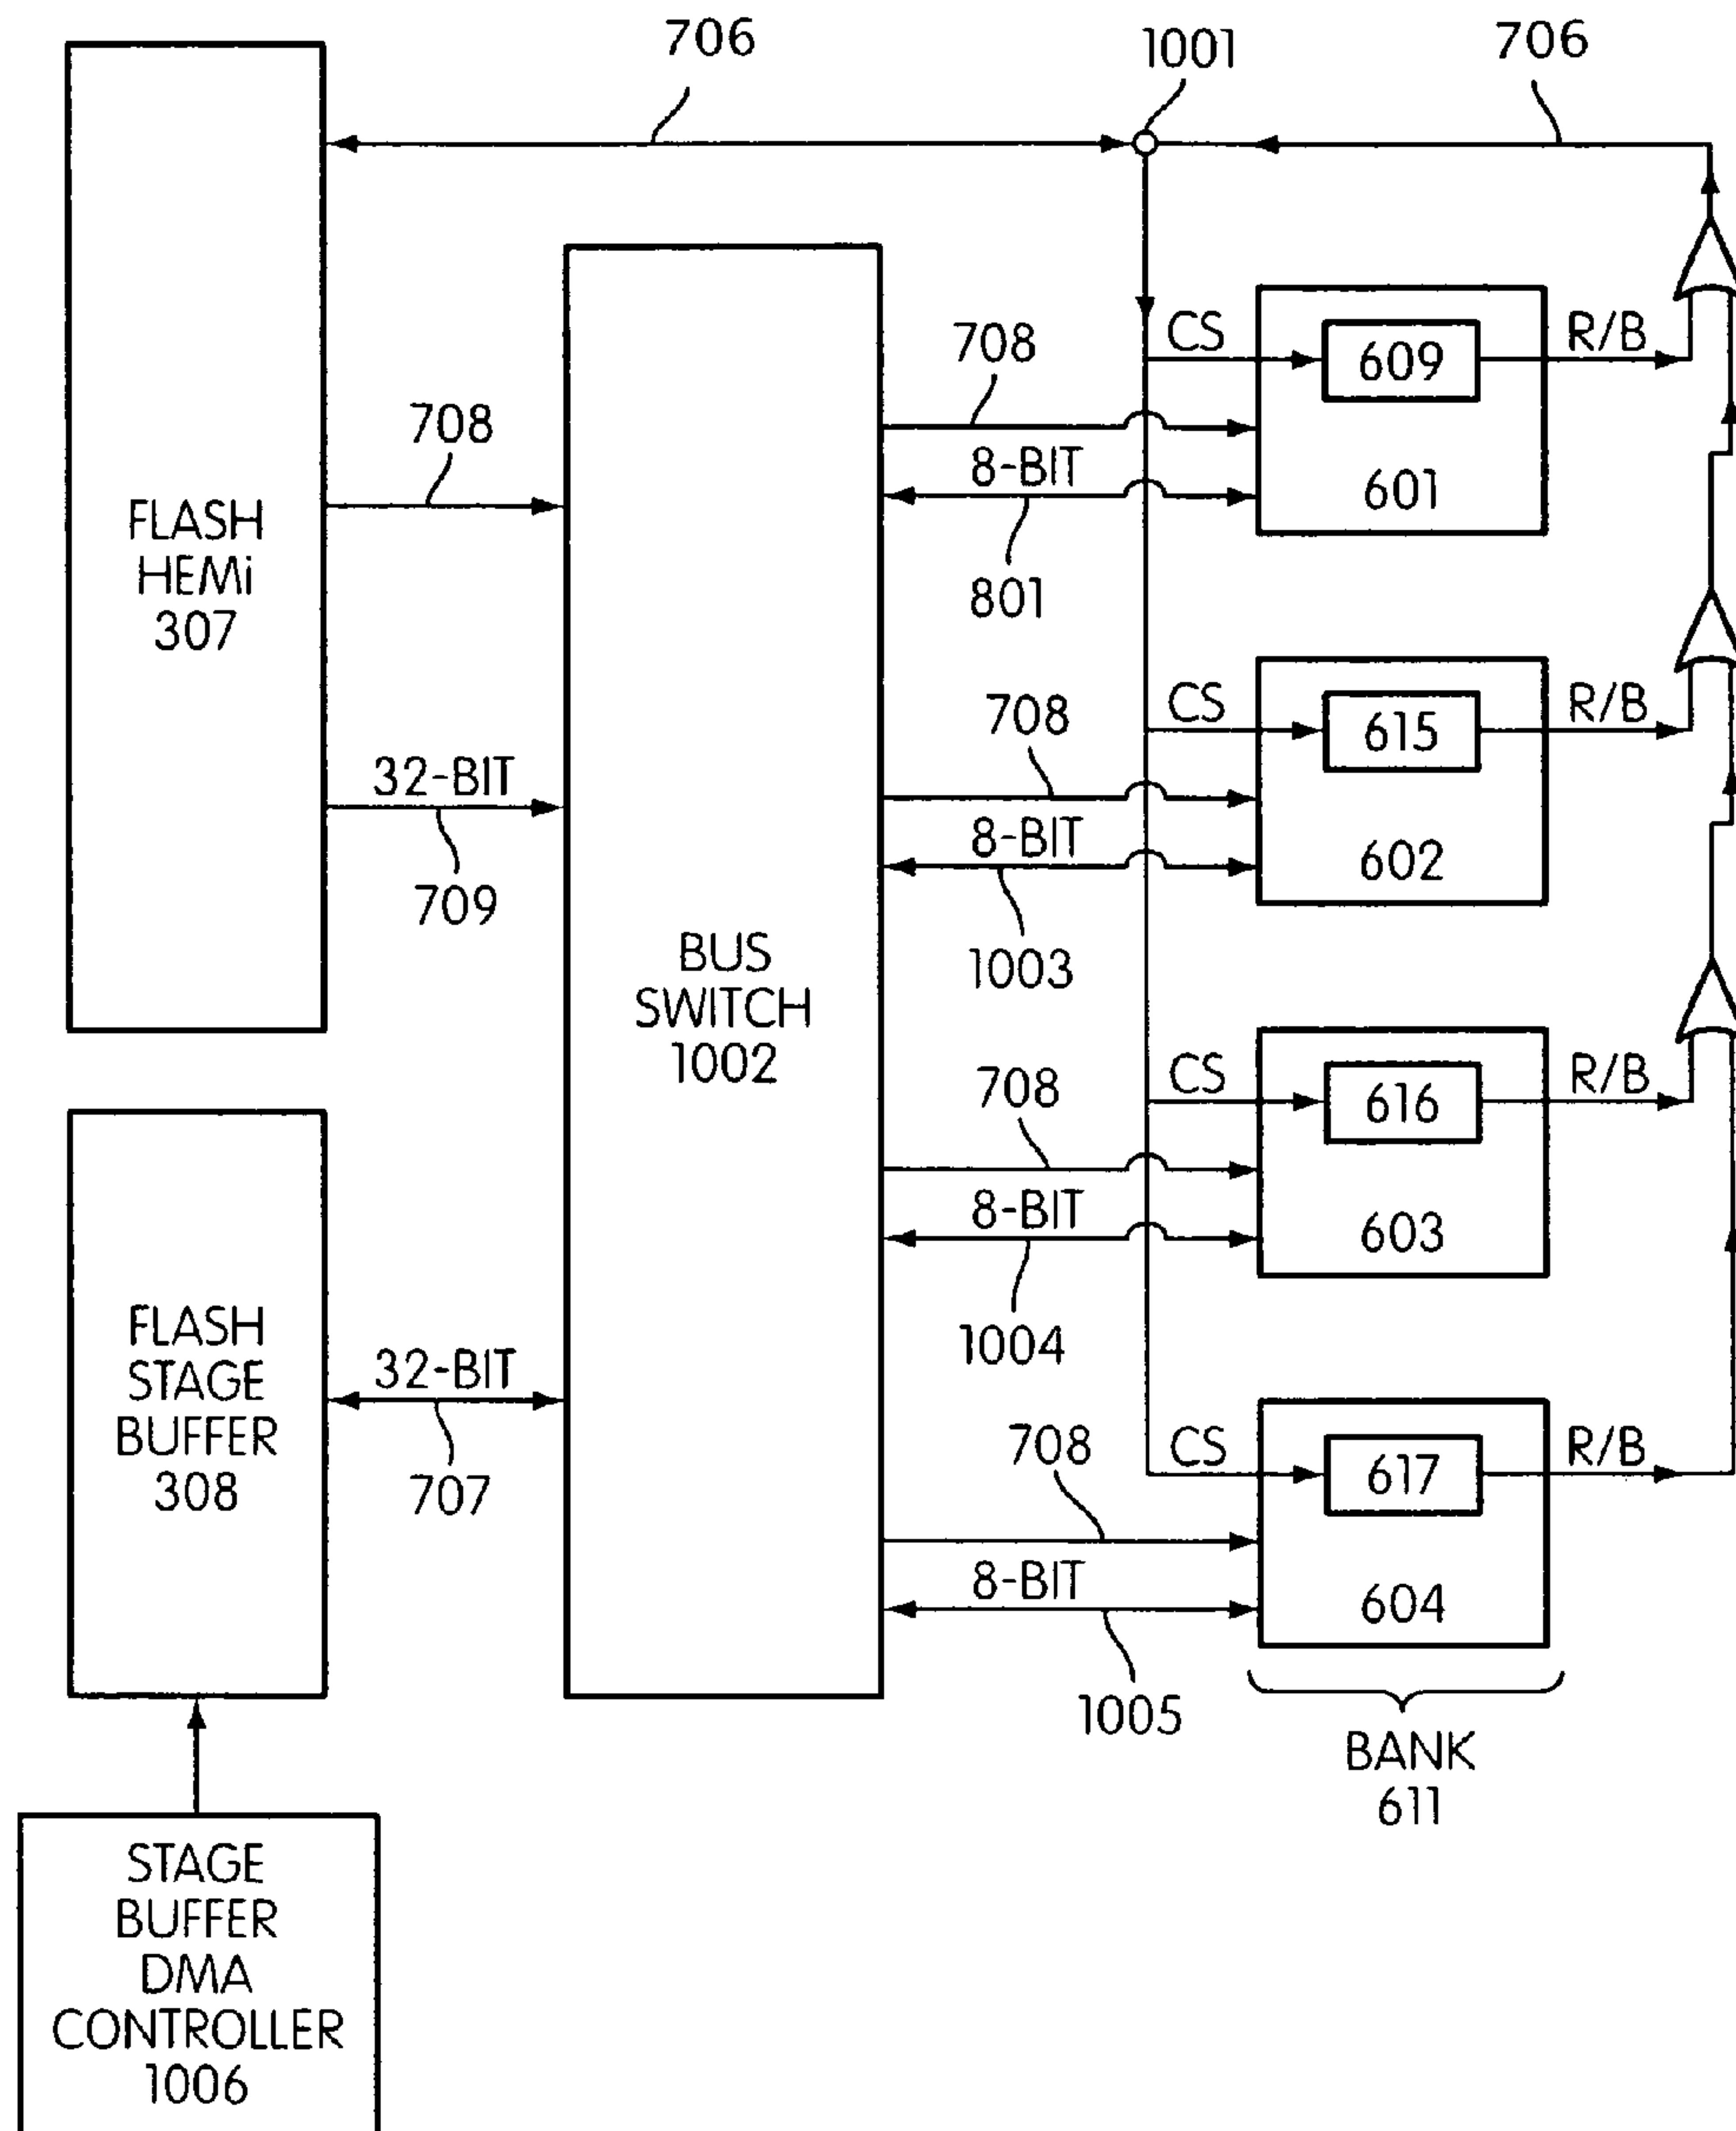 706
1001
706
FLASH
HEMi
307
708
32-BIT
709
BUS
SWITCH
1002
708
8-BIT
801
CS
609
601
R/B
708
8-BIT
1003
CS
615
602
R/B
708
8-BIT
1004
CS
616
603
R/B
FLASH
STAGE
BUFFER
308
32-BIT
707
708
8-BIT
1005
CS
617
604
R/B
BANK
611
STAGE
BUFFER
DMA
CONTROLLER
1006